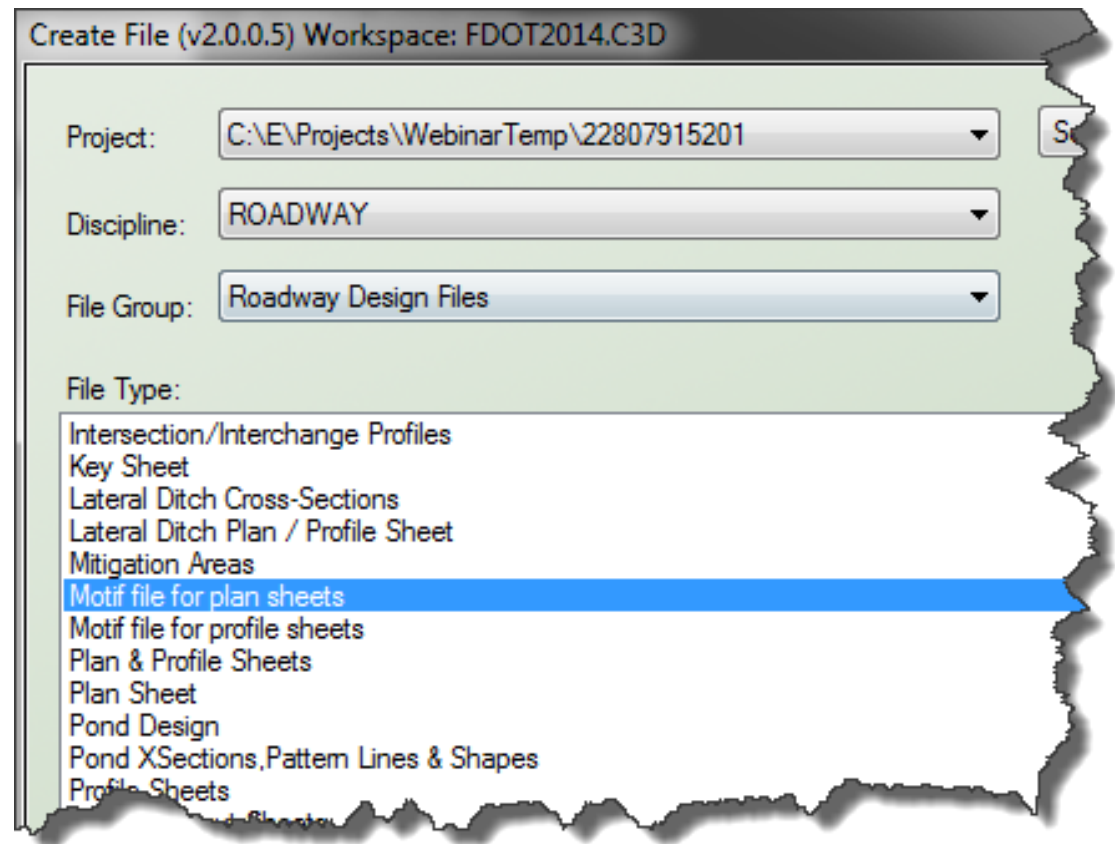 Create File (v2.0.0.5) Workspace: FDOT2014.C3D
Project: C:\E\Projects\WebinarTemp\22807915201
Discipline: ROADWAY
File Group: Roadway Design Files
File Type:
Intersection/Interchange Profiles
Key Sheet
Lateral Ditch Cross-Sections
Lateral Ditch Plan / Profile Sheet
Mitigation Areas
Motif file for plan sheets
Motif file for profile sheets
Plan & Profile Sheets
Plan Sheet
Pond Design
Pond XSections,Pattern Lines & Shapes
Profile Sheets